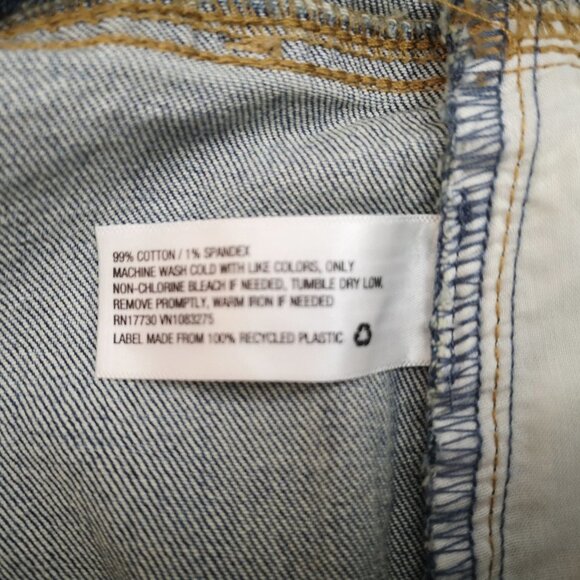 99% COTTON / 1% SPANDEX
MACHINE WASH COLD WITH LIKE COLORS, ONLY
NON-CHLORINE BLEACH IF NEEDED, TUMBLE DRY LOW,
REMOVE PROMPTLY, WARM IRON IF NEEDED
RN17730 VN1083275
LABEL MADE FROM 100% RECYCLED PLASTIC